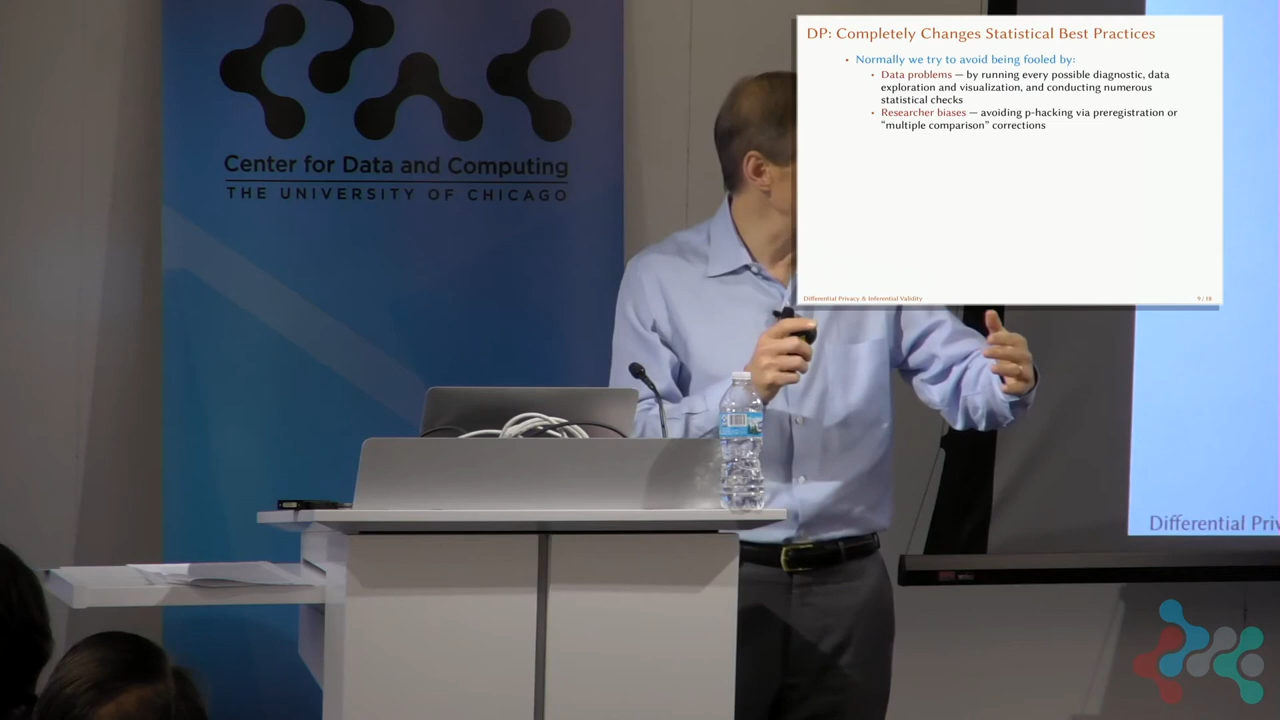 Center for Data and Computing
THE UNIVERSITY OF CHICAGO
DP: Completely Changes Statistical Best Practices
• Normally we try to avoid being fooled by:
• Data problems — by running every possible diagnostic, data
exploration and visualization, and conducting numerous
statistical checks
• Researcher biases — avoiding p-hacking via preregistration or
“multiple comparison” corrections
Differential Privacy & Inferential Validity
9 / 18
Differential Priv